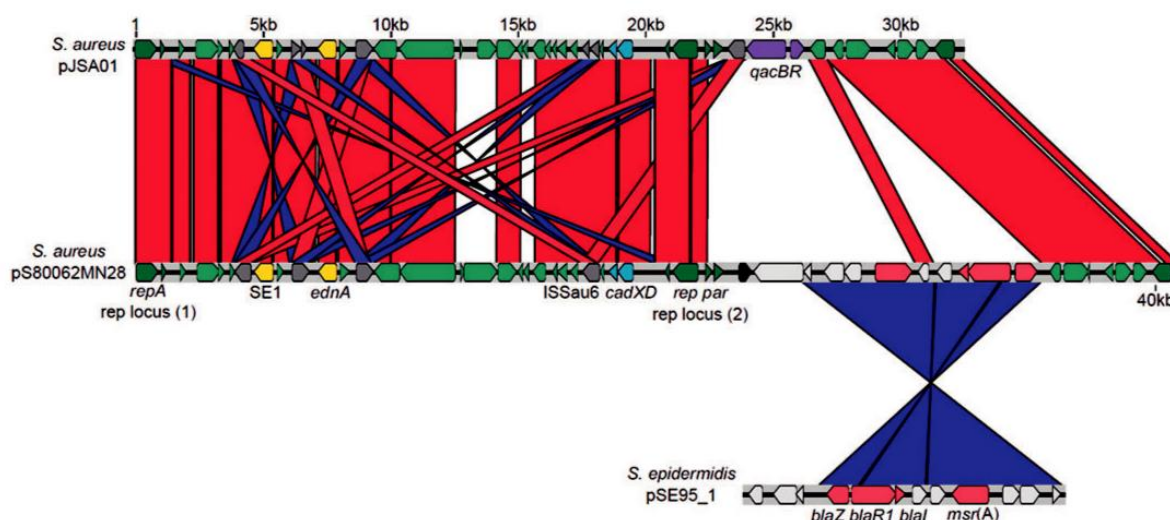 1 5kb 10kb 15kb 20kb 25kb 30kb
S. aureus
pJSA01
qacBR
S. aureus
pS80062MN28
repA SE1 ednA ISSau6 cadXD rep par
rep locus (1) rep locus (2) 40kb
S. epidermidis
pSE95_1
blaZ blaR1 blaI msr(A)